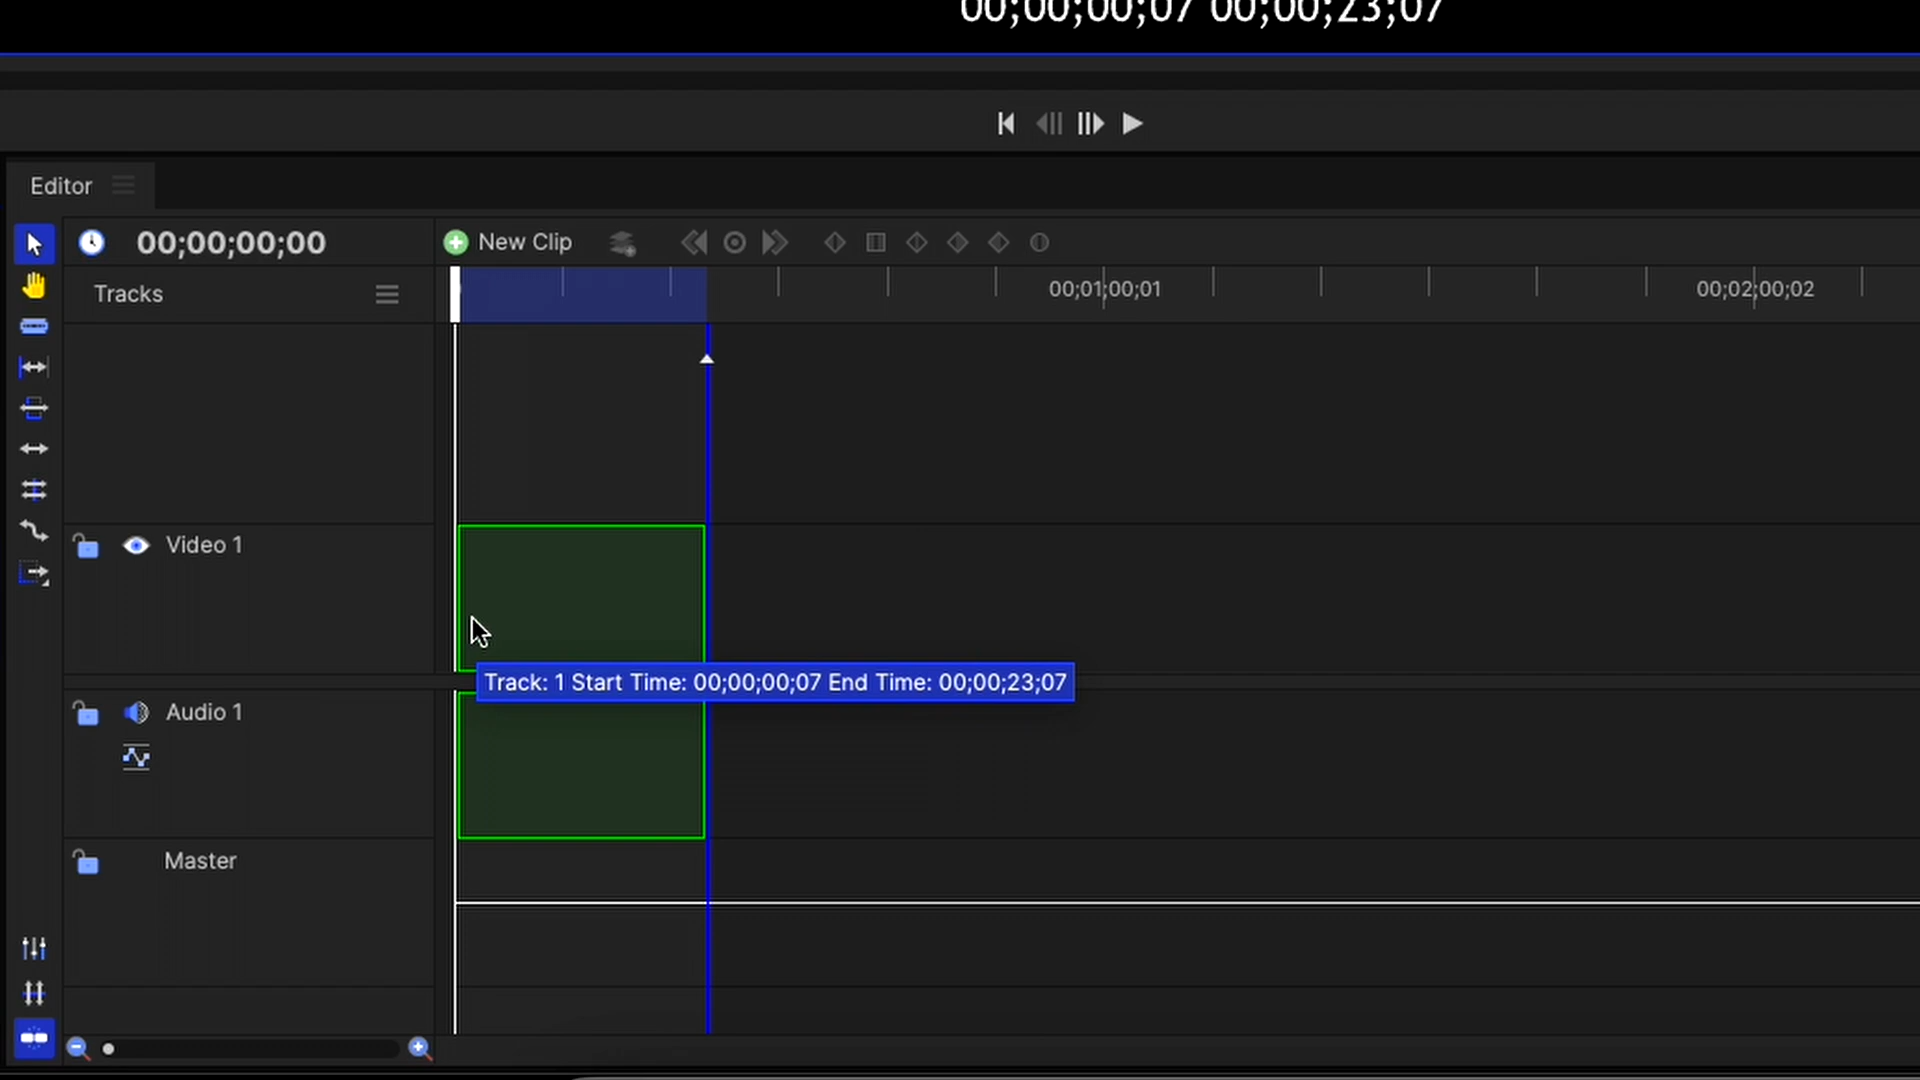 00;00;00;07 00;00;23;07
Editor
00;00;00;00
New Clip
Tracks
00;01;00;01
00;02;00;02
Video 1
Track: 1 Start Time: 00;00;00;07 End Time: 00;00;23;07
Audio 1
Master